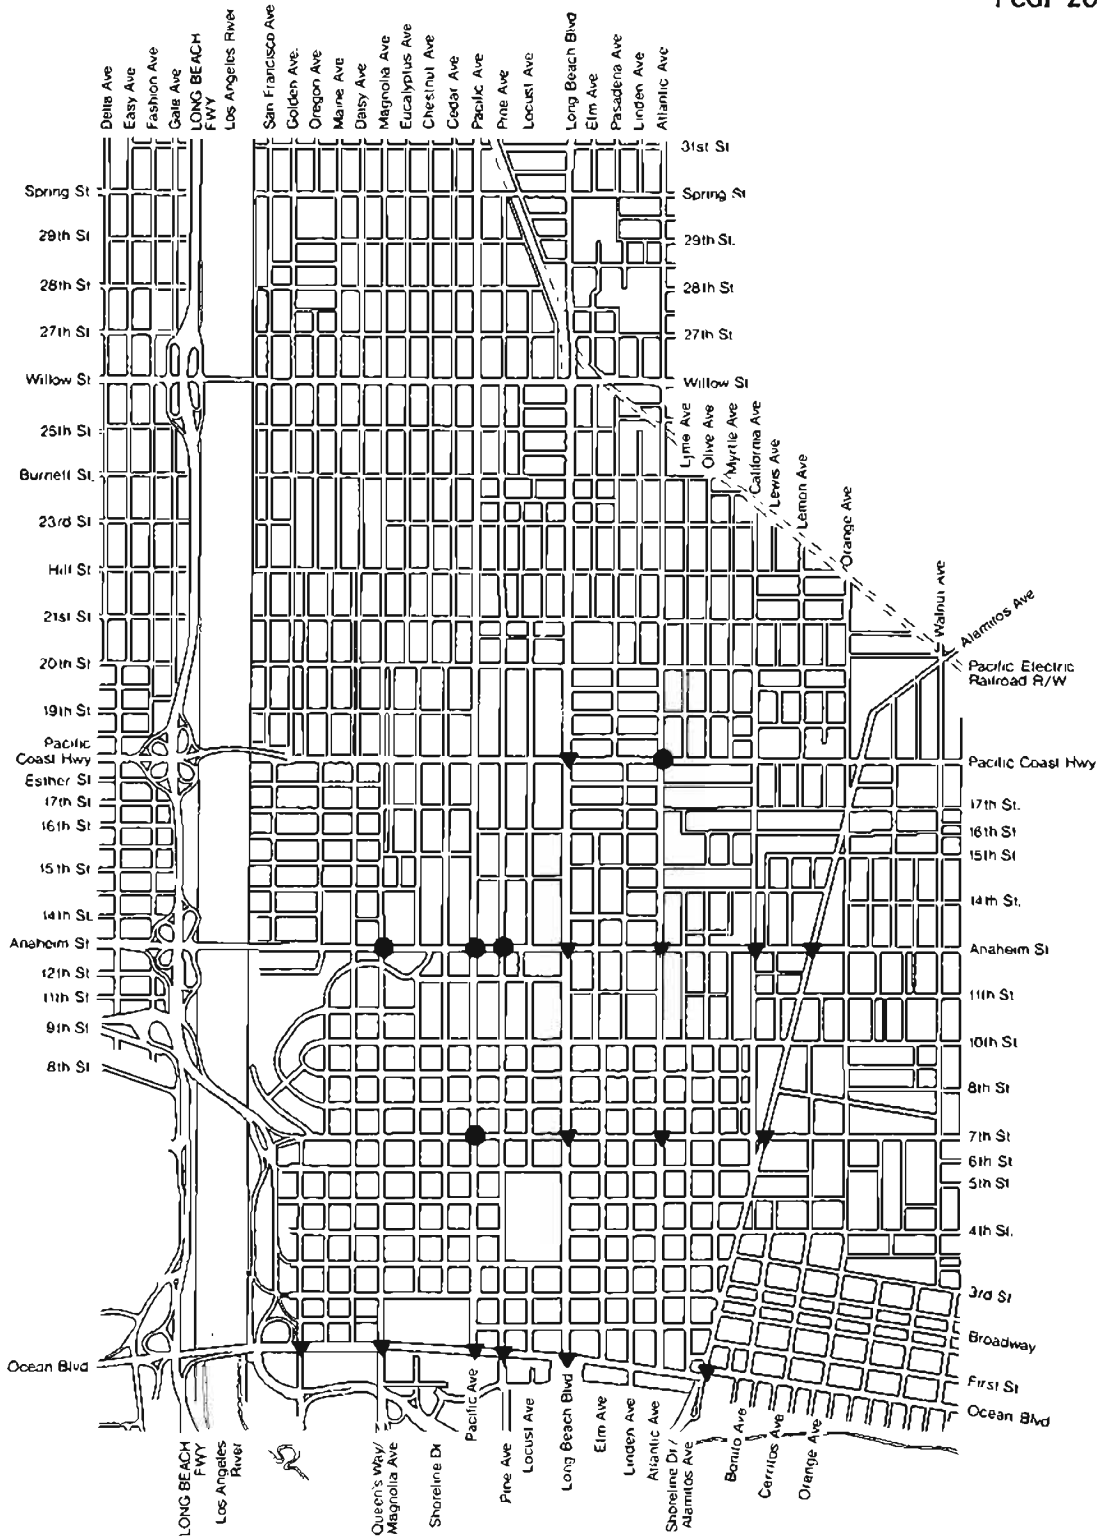 Delta Ave
Easy Ave
Fashion Ave
Gale Ave
LONG BEACH
FWY
Los Angeles River
San Francisco Ave
Golden Ave.
Oregon Ave
Maine Ave
Daisy Ave
Magnolia Ave
Eucalyptus Ave
Chestnut Ave
Cedar Ave
Pacific Ave
Pine Ave
Locust Ave
Long Beach Blvd
Elm Ave
Pasadena Ave
Linden Ave
Atlantic Ave
31st St
Spring St
Spring St
29th St
29th St.
28th St
28th St
27th St
27th St
Willow St
Willow St
25th St
Burnett St.
23rd St
Hill St
21st St
20th St
19th St
Pacific
Coast Hwy
Esther St
17th St
16th St
15th St
14th St.
Anaheim St
12th St
11th St
9th St
8th St
Ocean Blvd
Lime Ave
Olive Ave
Myrtle Ave
California Ave
Lewis Ave
Lemon Ave
Orange Ave
Walnut Ave
Alamitos Ave
Pacific Electric
Railroad R/W
Pacific Coast Hwy
17th St.
16th St
15th St
14th St.
Anaheim St
11th St
10th St
8th St
7th St
6th St
5th St
4th St.
3rd St
Broadway
First St
Ocean Blvd
LONG BEACH
FWY
Los Angeles
River
Queen's Way/
Magnolia Ave
Shoreline Dr
Pacific Ave
Pine Ave
Locust Ave
Long Beach Blvd
Elm Ave
Linden Ave
Atlantic Ave
Shoreline Dr/
Alamitos Ave
Bonito Ave
Cerritos Ave
Orange Ave